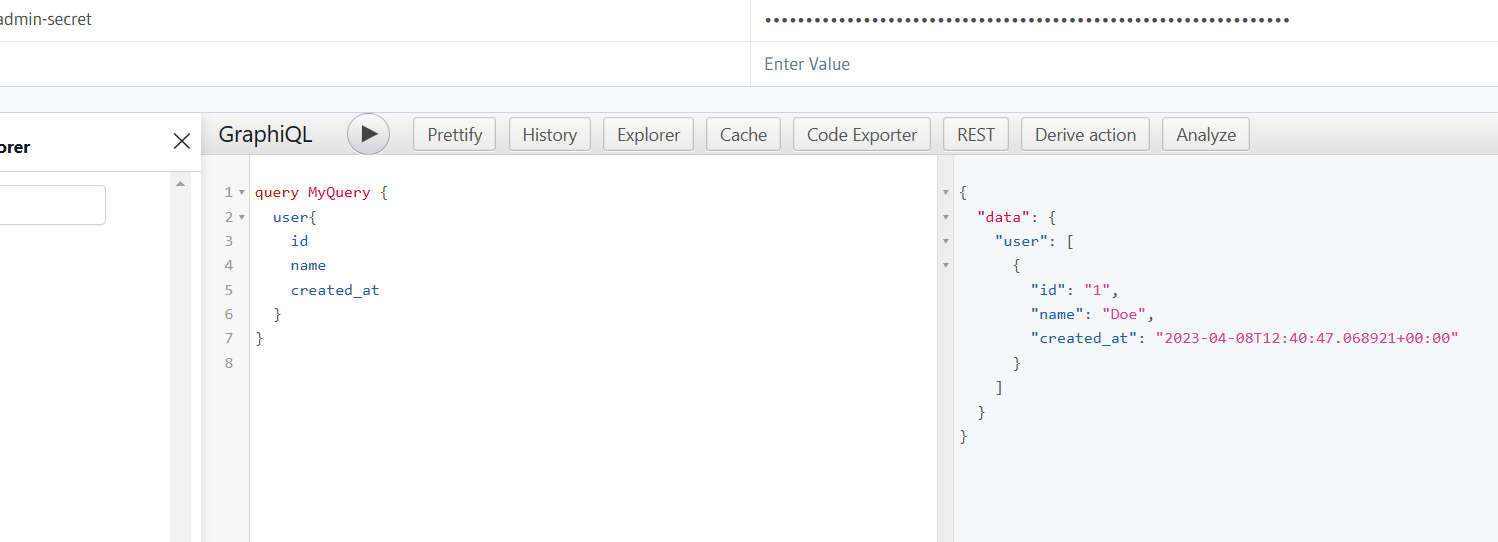 admin-secret ••••••••••••••••••••••••••••••••••••••••••••••••••••••••••••••••
Enter Value
orer
GraphiQL Prettify History Explorer Cache Code Exporter REST Derive action Analyze
1 query MyQuery {
2 user{
3 id
4 name
5 created_at
6 }
7 }
8
{
"data": {
"user": [
{
"id": "1",
"name": "Doe",
"created_at": "2023-04-08T12:40:47.068921+00:00"
}
]
}
}